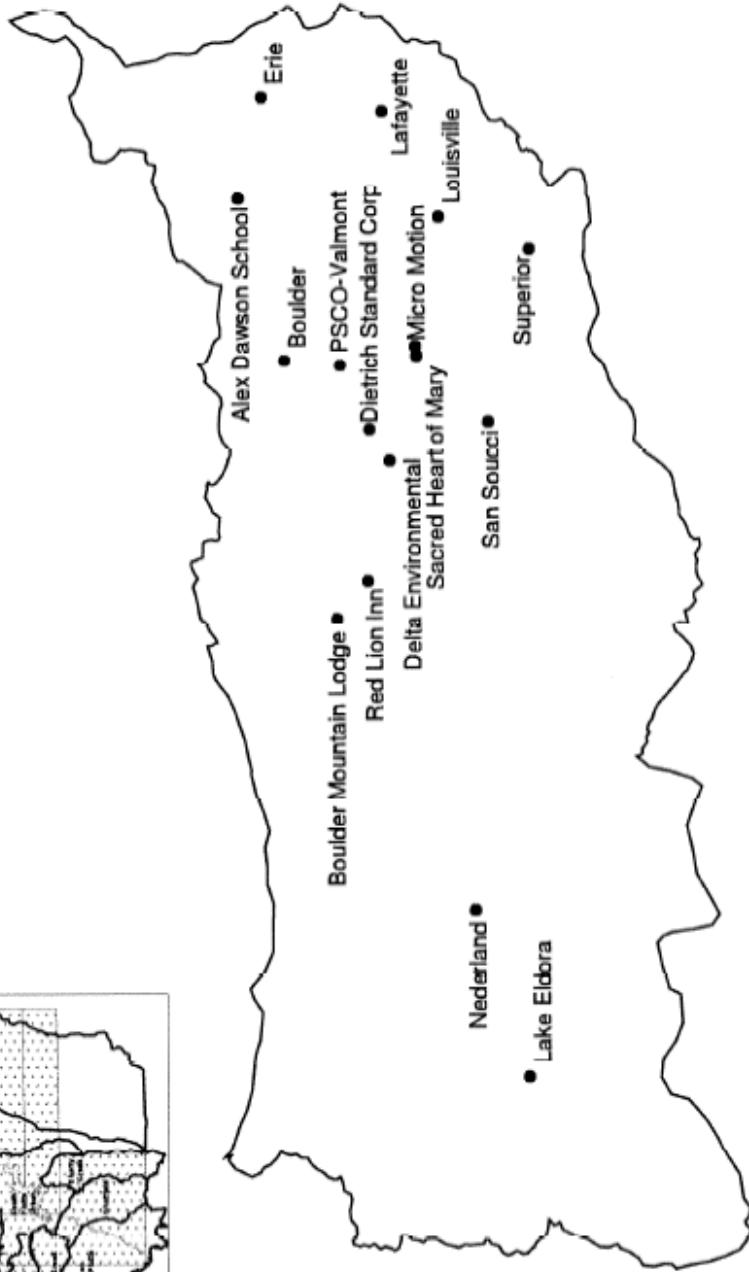 Erie
Alex Dawson School
Lafayette
Boulder
PSCO-Valmont
Louisville
Dietrich Standard Corp
Micro Motion
Superior
Delta Environmental
Sacred Heart of Mary
San Soucci
Red Lion Inn
Boulder Mountain Lodge
Nederland
Lake Eldora